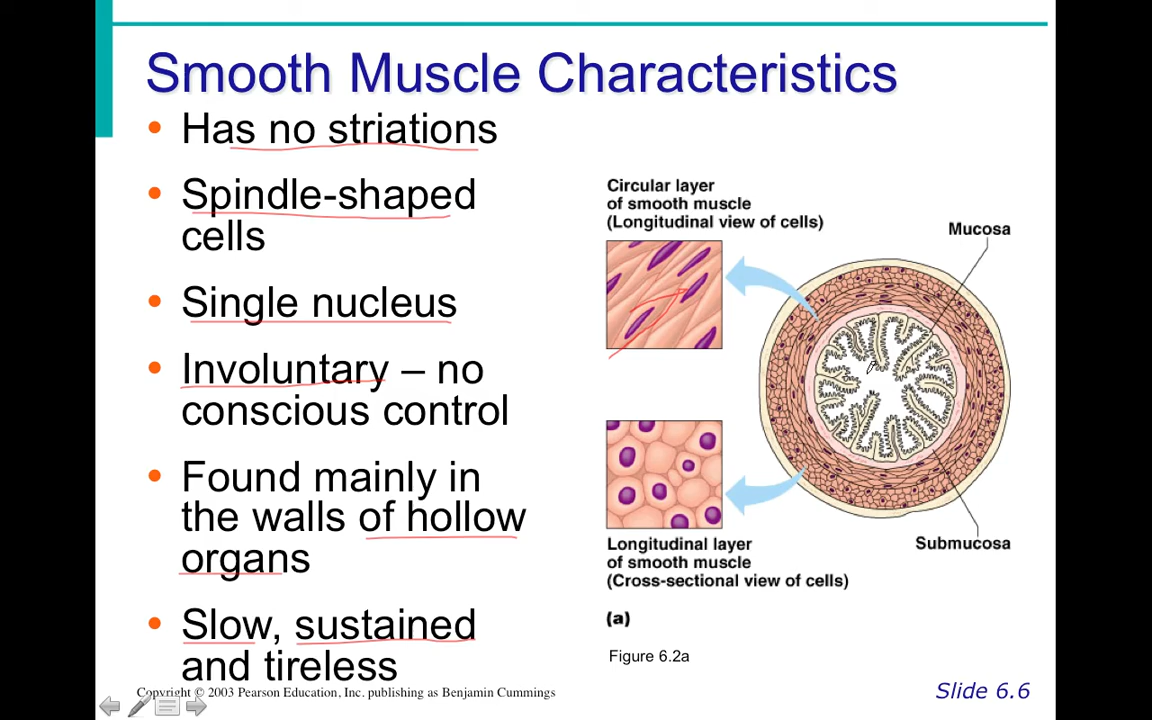 Smooth Muscle Characteristics
• Has no striations
• Spindle-shaped
cells
• Single nucleus
• Involuntary – no
conscious control
• Found mainly in
the walls of hollow
organs
• Slow, sustained
and tireless
Circular layer
of smooth muscle
(Longitudinal view of cells)
Mucosa
Submucosa
Longitudinal layer
of smooth muscle
(Cross-sectional view of cells)
(a)
Figure 6.2a
Copyright © 2003 Pearson Education, Inc. publishing as Benjamin Cummings
Slide 6.6